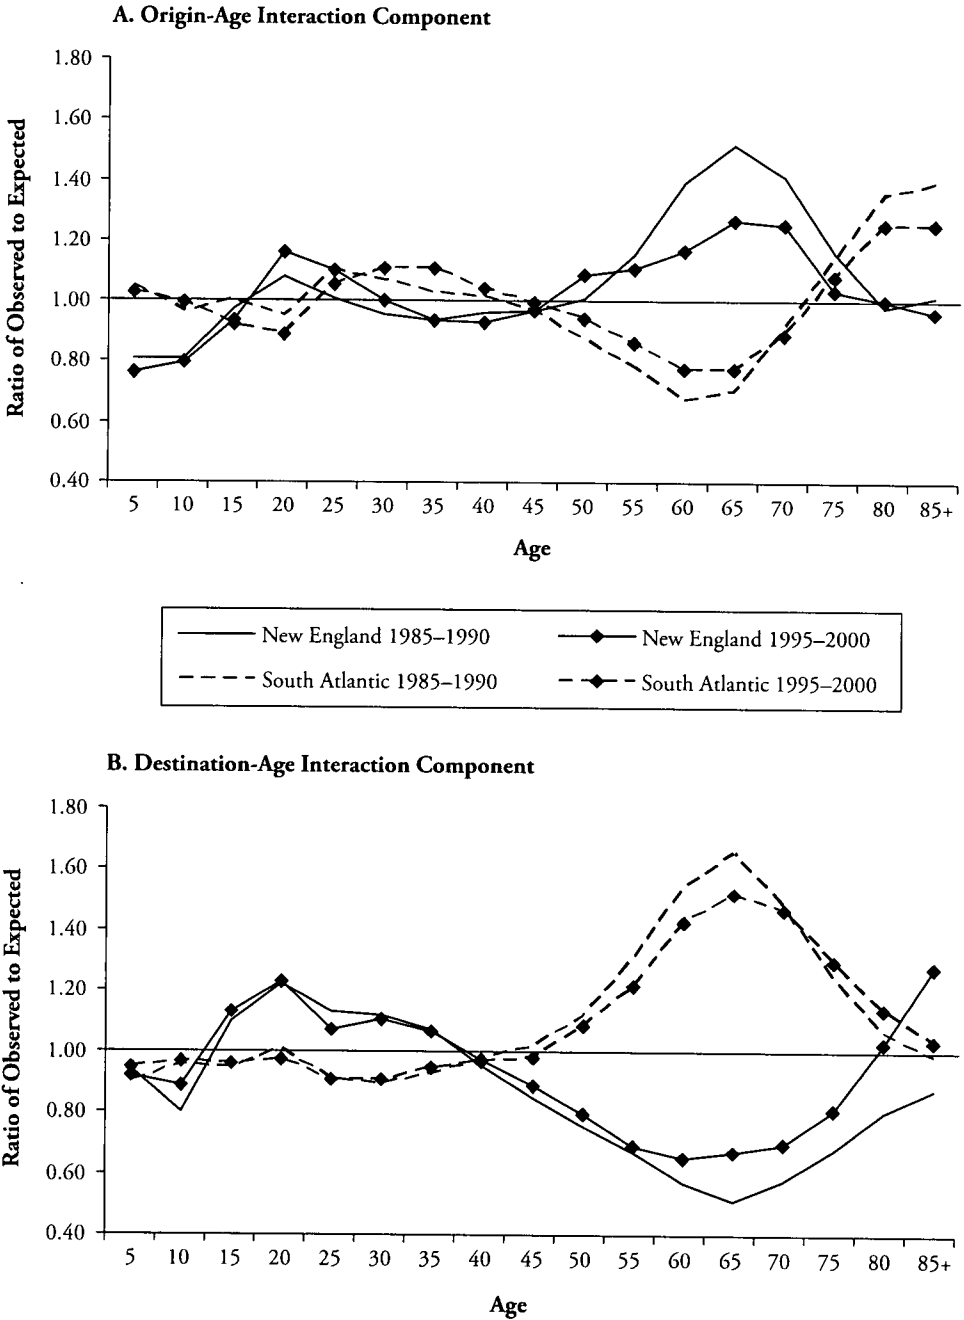 A. Origin-Age Interaction Component
Ratio of Observed to Expected
1.80
1.60
1.40
1.20
1.00
0.80
0.60
0.40
5 10 15 20 25 30 35 40 45 50 55 60 65 70 75 80 85+
Age
New England 1985–1990 New England 1995–2000
South Atlantic 1985–1990 South Atlantic 1995–2000
B. Destination-Age Interaction Component
Ratio of Observed to Expected
1.80
1.60
1.40
1.20
1.00
0.80
0.60
0.40
5 10 15 20 25 30 35 40 45 50 55 60 65 70 75 80 85+
Age